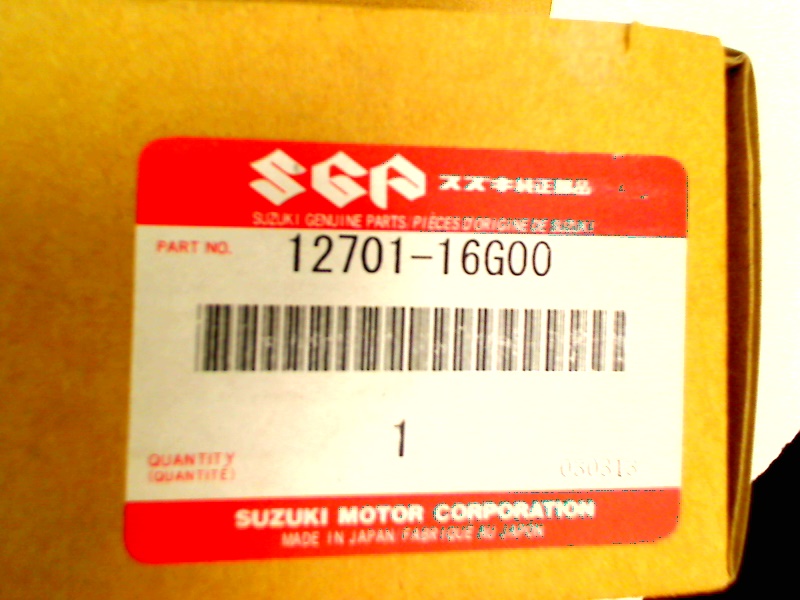 SGP スズキ純正部品
SUZUKI GENUINE PARTS/PIÈCES D'ORIGINE DE SUZUKI
PART NO. 12701-16G00
1
QUANTITY
(QUANTITÉ)
030313
SUZUKI MOTOR CORPORATION
MADE IN JAPAN FABRIQUÉ AU JAPON